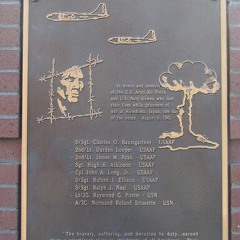 In honor and memory
of the U.S. Army Air Force
and U.S. Navy airmen who lost
their lives while prisoners of
war at Hiroshima, Japan, the day
of the bomb - August 6, 1945
S/Sgt. Charles O. Baumgartner - USAAF
2nd/Lt. Durden Looper - USAAF
2nd/Lt. James M. Ryan - USAAF
Sgt. Hugh H. Atkinson - USAAF
Cpl. John A. Long, Jr. - USAAF
S/Sgt. Buford J. Ellison - USAAF
S/Sgt. Ralph J. Neal - USAAF
Lt/JG. Raymond G. Porter - USN
A/3C. Normand Roland Brissette - USN
"The bravery, suffering, and devotion to duty...earned